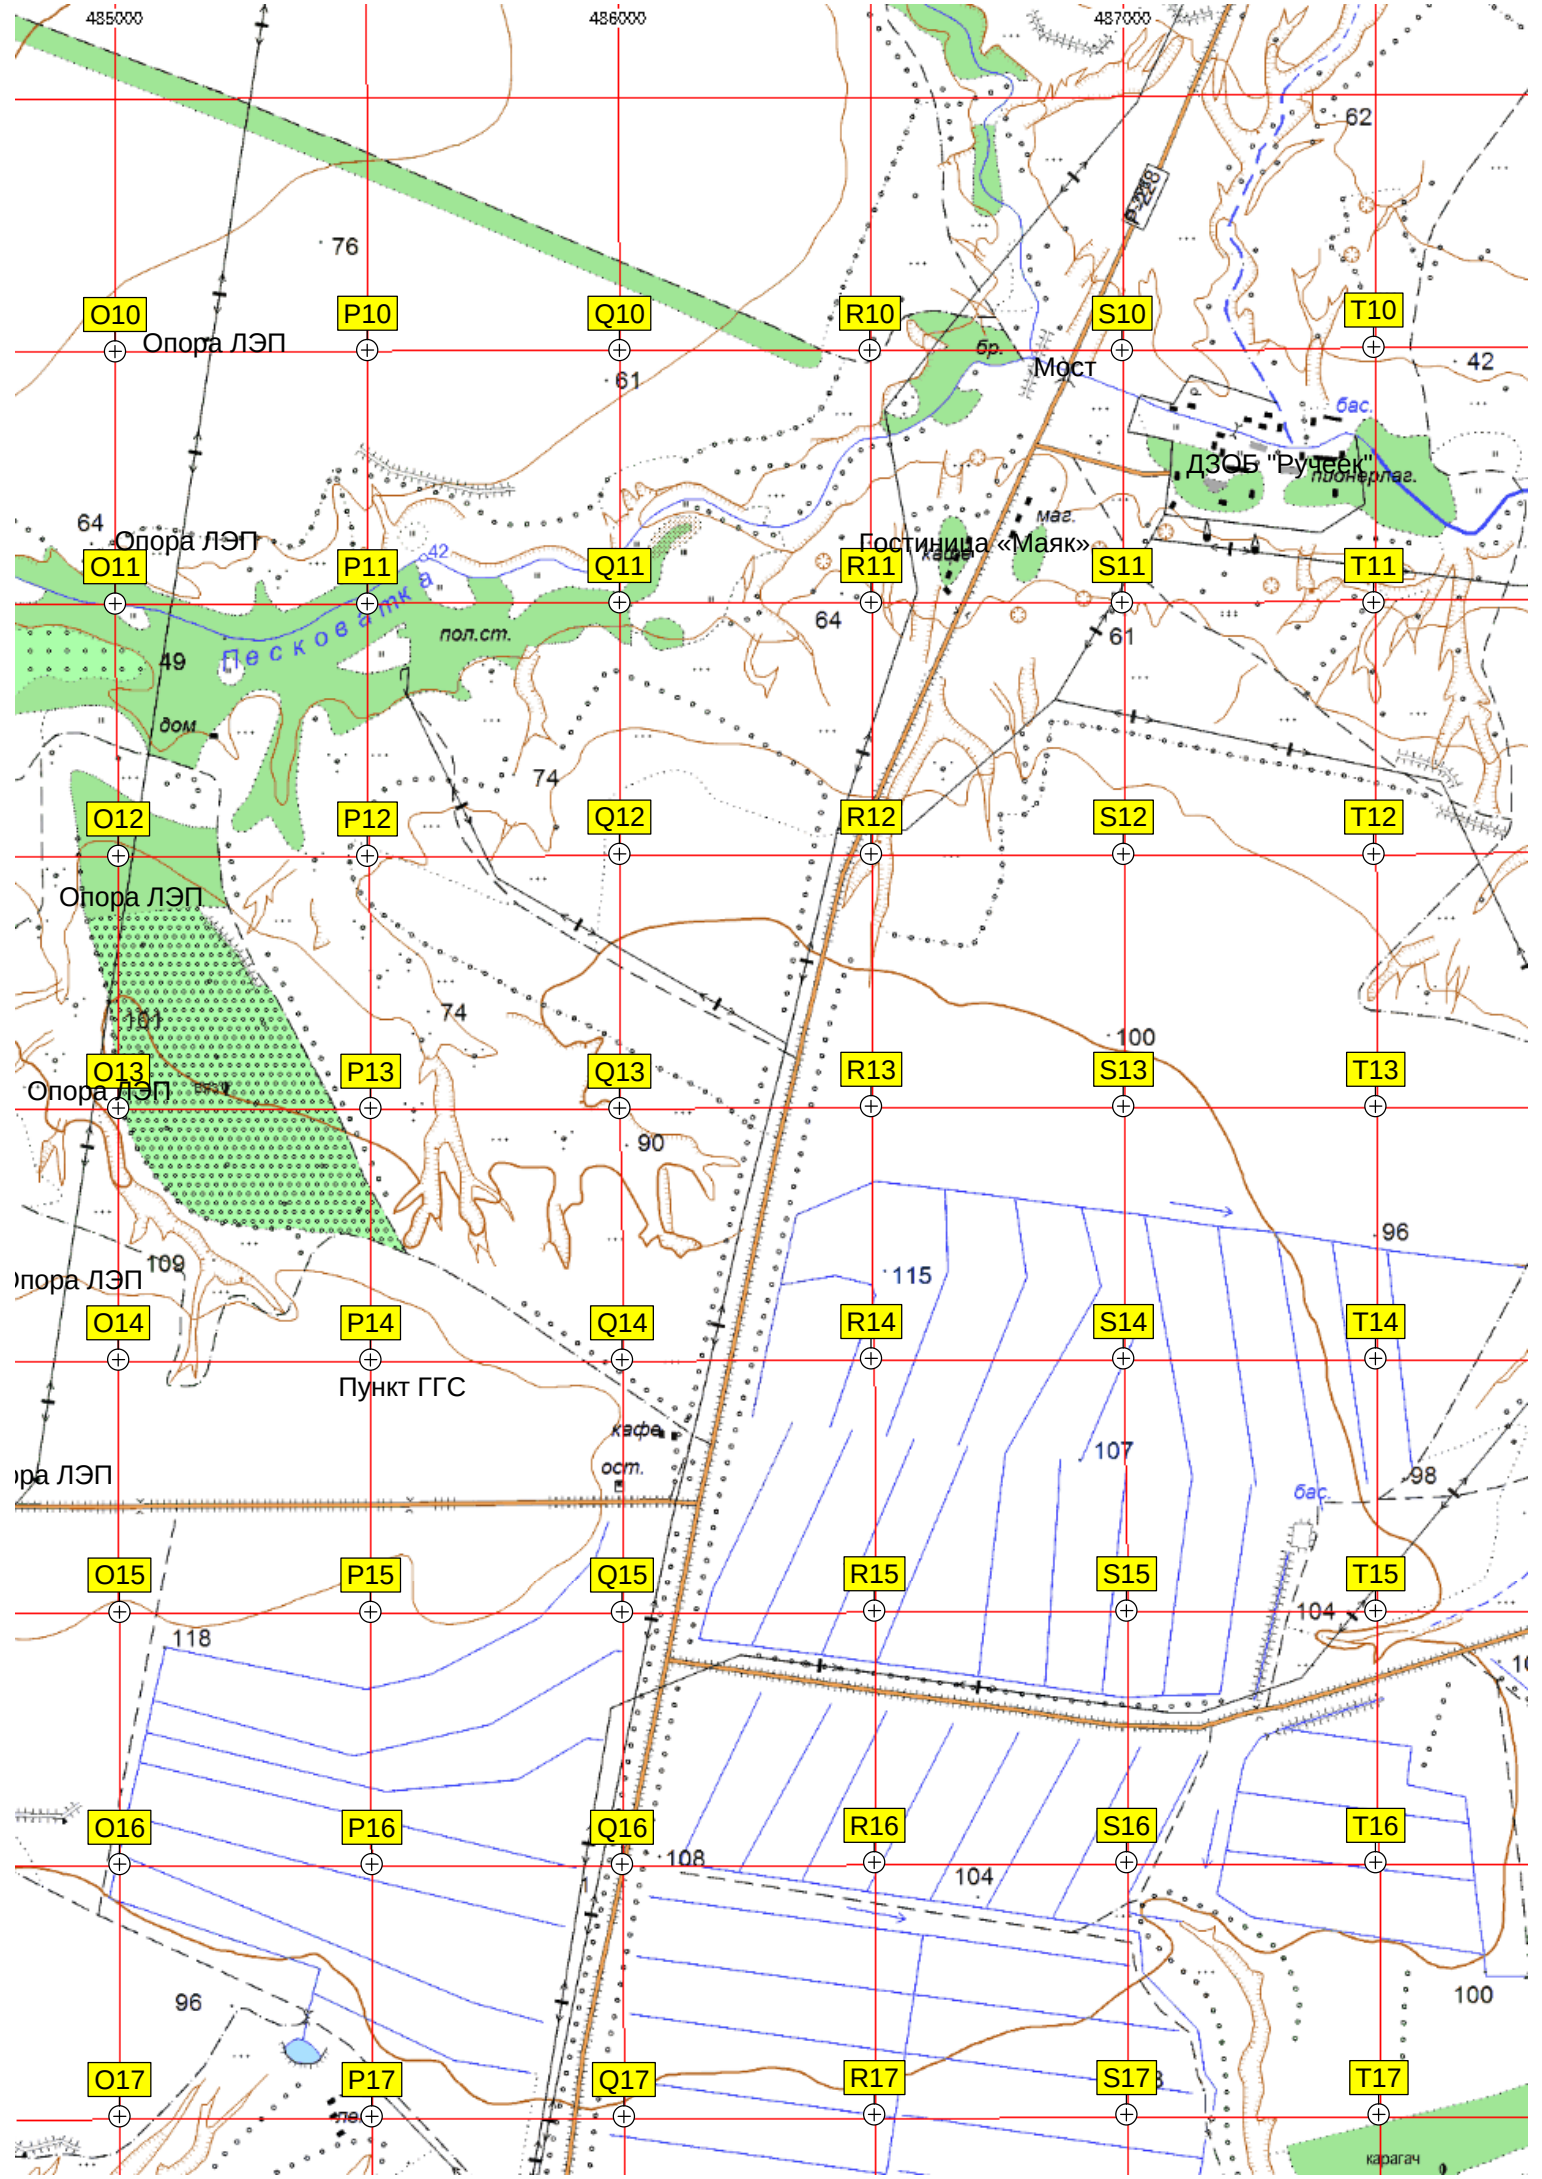 485000 486000 487000
62
Р-228
76
O10 P10 Q10 R10 S10 T10
Опора ЛЭП
бр.
Мост
42
61
бас.
ДЗОБ "Ручеек"
пионерлаг.
64
маг.
Опора ЛЭП
Гостиница «Маяк»
кафе
42
O11 P11 Q11 R11 S11 T11
Песковатка
пол.ст.
64
61
49
дом
74
O12 P12 Q12 R12 S12 T12
Опора ЛЭП
74
101
100
O13 P13 Q13 R13 S13 T13
Опора ЛЭП
вяз
90
96
109
115
Опора ЛЭП
O14 P14 Q14 R14 S14 T14
Пункт ГГС
кафе
107
ост.
ора ЛЭП
98
бас.
O15 P15 Q15 R15 S15 T15
104
118
O16 P16 Q16 R16 S16 T16
108
104
96
100
O17 P17 Q17 R17 S17 T17
карагач